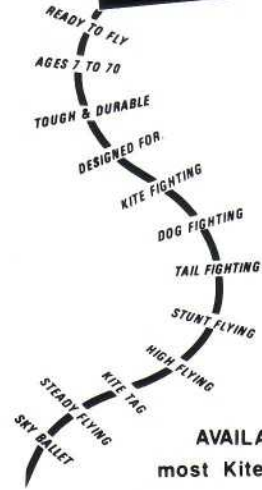 READY TO FLY
AGES 7 TO 70
TOUGH & DURABLE
DESIGNED FOR.
KITE FIGHTING
DOG FIGHTING
TAIL FIGHTING
STUNT FLYING
HIGH FLYING
KITE TAG
STEADY FLYING
SKY BALLET
AVAILA
most Kite